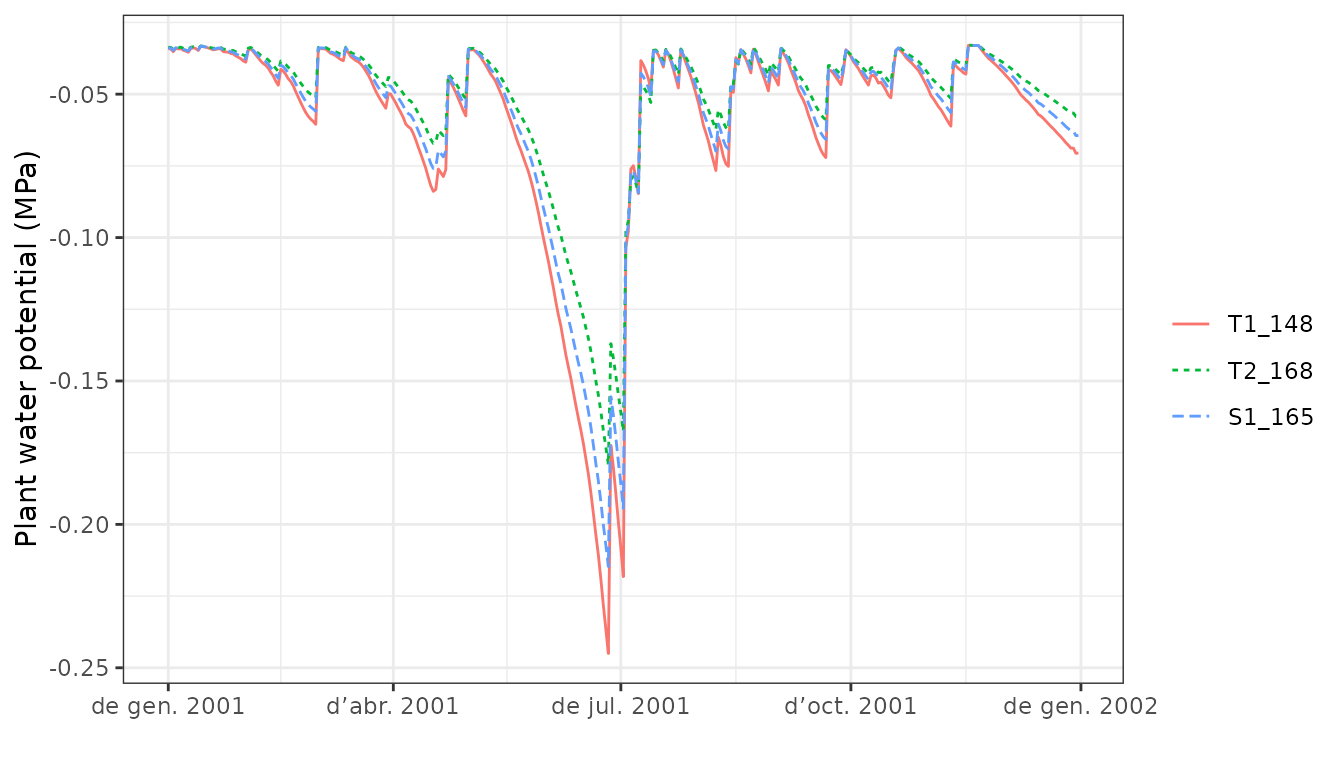 Plant water potential (MPa)
-0.05
-0.10
-0.15
-0.20
-0.25
de gen. 2001
d’abr. 2001
de jul. 2001
d’oct. 2001
de gen. 2002
T1_148
T2_168
S1_165